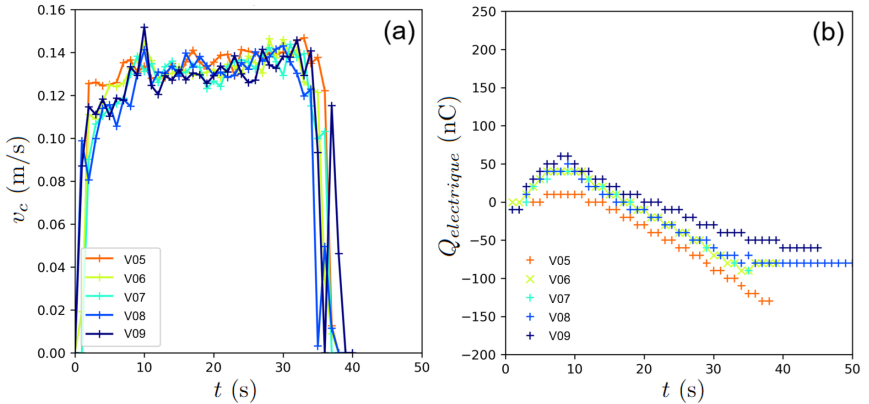 (a)
0.16
0.14
0.12
0.10
0.08
0.06
0.04
0.02
0.00
v_c (m/s)
V05
V06
V07
V08
V09
0 10 20 30 40 50
t (s)
(b)
250
200
150
100
50
0
−50
−100
−150
−200
Q_electrique (nC)
V05
V06
V07
V08
V09
0 10 20 30 40 50
t (s)